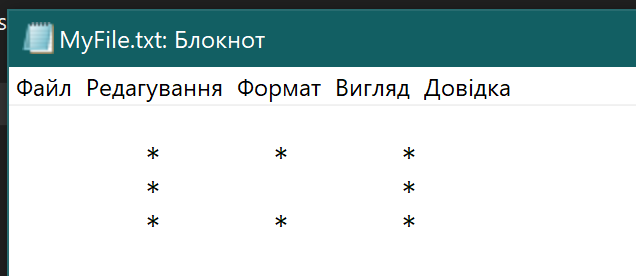 s
MyFile.txt: Блокнот
Файл Редагування Формат Вигляд Довідка
* * *
* *
* * *